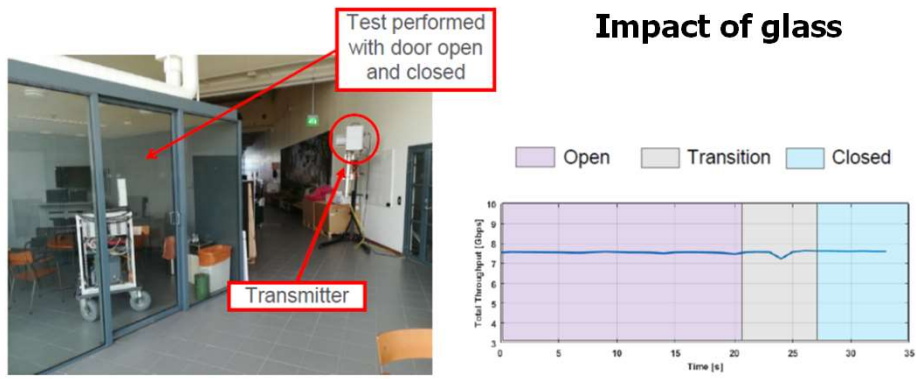 Test performed
with door open
and closed
Transmitter
Impact of glass
Open
Transition
Closed
Total Throughput [Gbps]
10
9
8
7
6
5
4
3
0
5
10
15
20
25
30
35
Time [s]